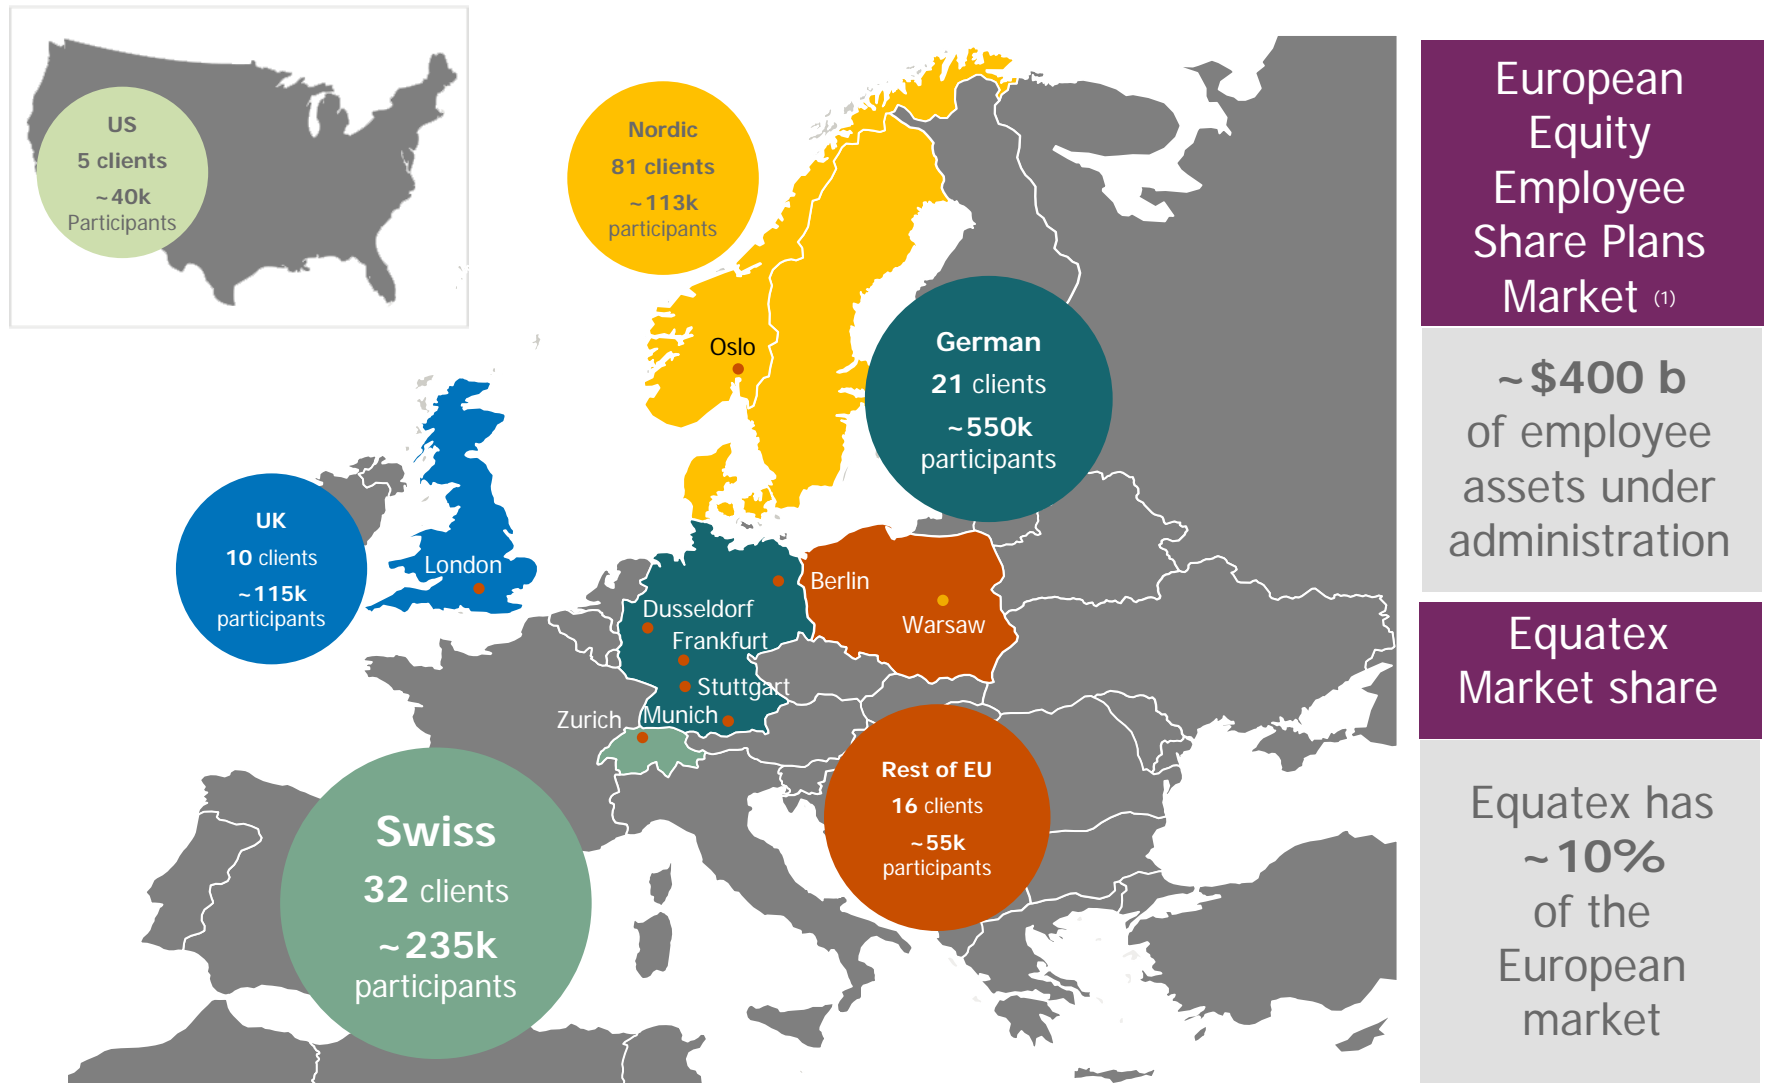 US
5 clients
~40k
Participants
Nordic
81 clients
~113k
participants
Oslo
German
21 clients
~550k
participants
UK
10 clients
~115k
participants
London
Berlin
Dusseldorf
Frankfurt
Warsaw
Stuttgart
Zurich
Munich
Swiss
32 clients
~235k
participants
Rest of EU
16 clients
~55k
participants
European
Equity
Employee
Share Plans
Market (1)
~$400 b
of employee
assets under
administration
Equatex
Market share
Equatex has
~10%
of the
European
market